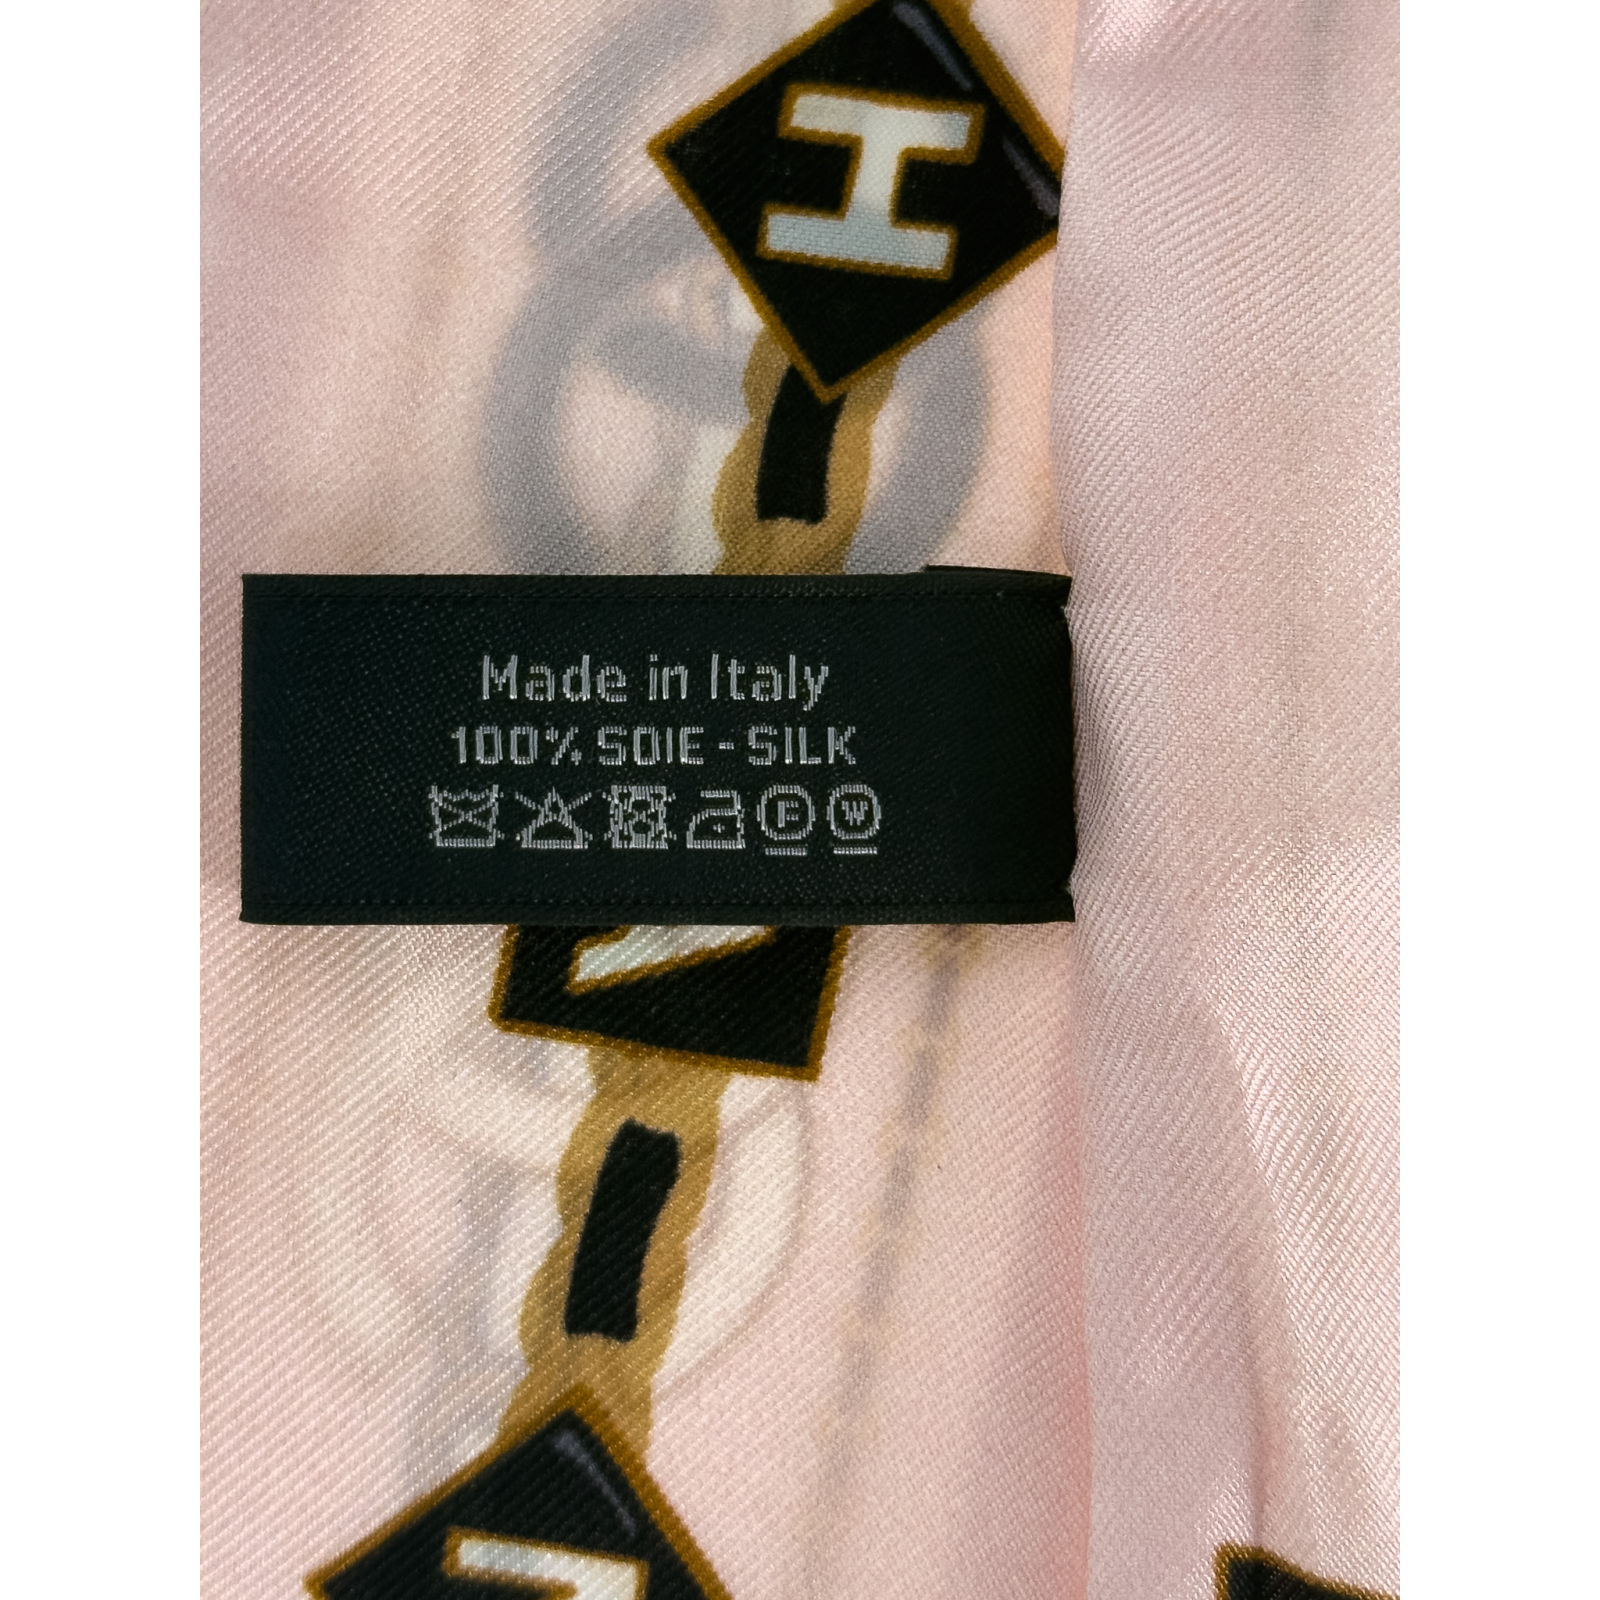 H
Made in Italy
100% SOIE - SILK
P W